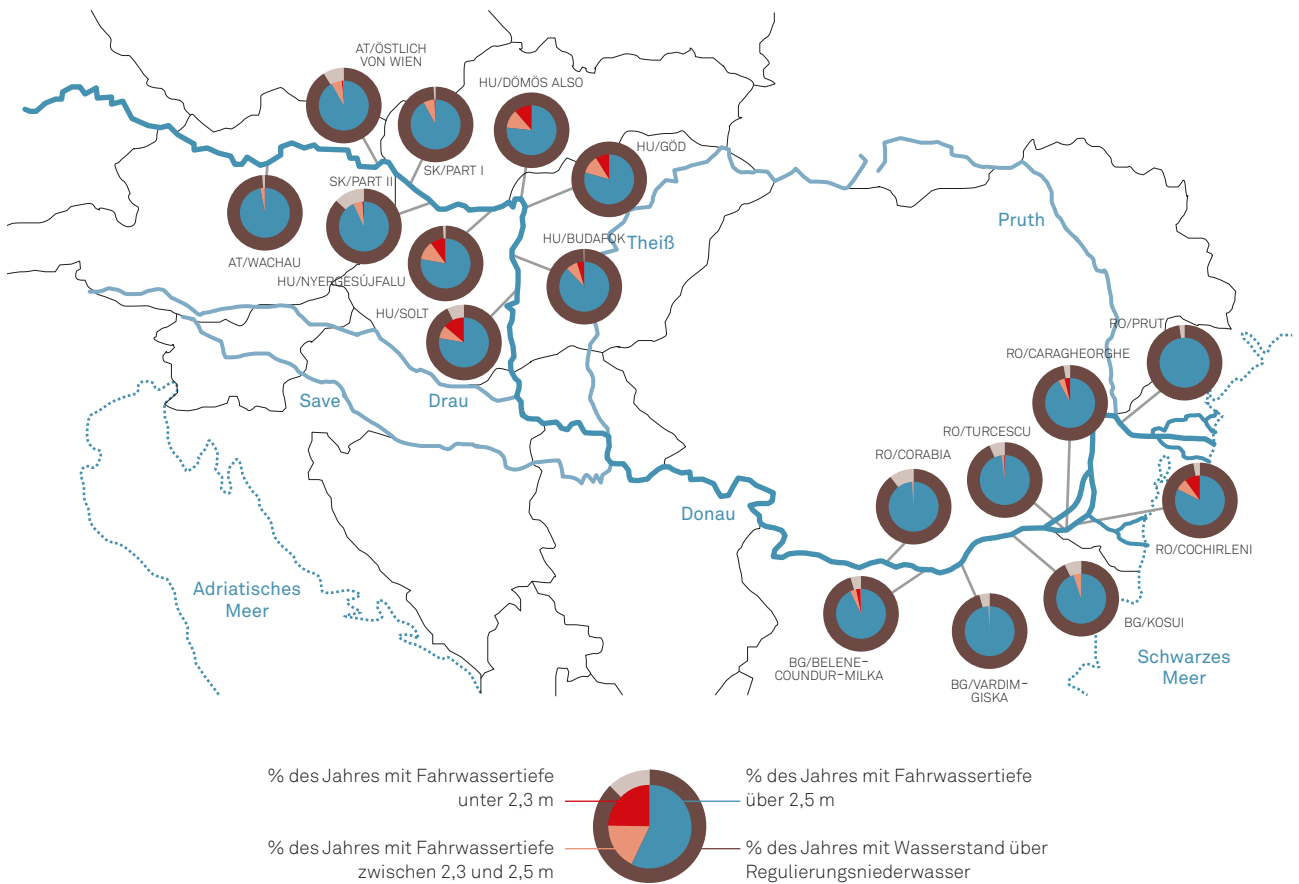 AT/ÖSTLICH
VON WIEN
HU/DÖMÖS ALSO
HU/GÖD
SK/PART I
SK/PART II
AT/WACHAU
HU/BUDAFOK
Theiß
HU/NYERGESÚJFALU
HU/SOLT
Pruth
RO/PRUT
RO/CARAGHEORGHE
Save
Drau
RO/TURCESCU
RO/CORABIA
Donau
RO/COCHIRLENI
Adriatisches
Meer
BG/KOSUI
BG/BELENE-
COUNDUR-MILKA
BG/VARDIM-
GISKA
Schwarzes
Meer
% des Jahres mit Fahrwassertiefe
unter 2,3 m
% des Jahres mit Fahrwassertiefe
über 2,5 m
% des Jahres mit Fahrwassertiefe
zwischen 2,3 und 2,5 m
% des Jahres mit Wasserstand über
Regulierungsniederwasser